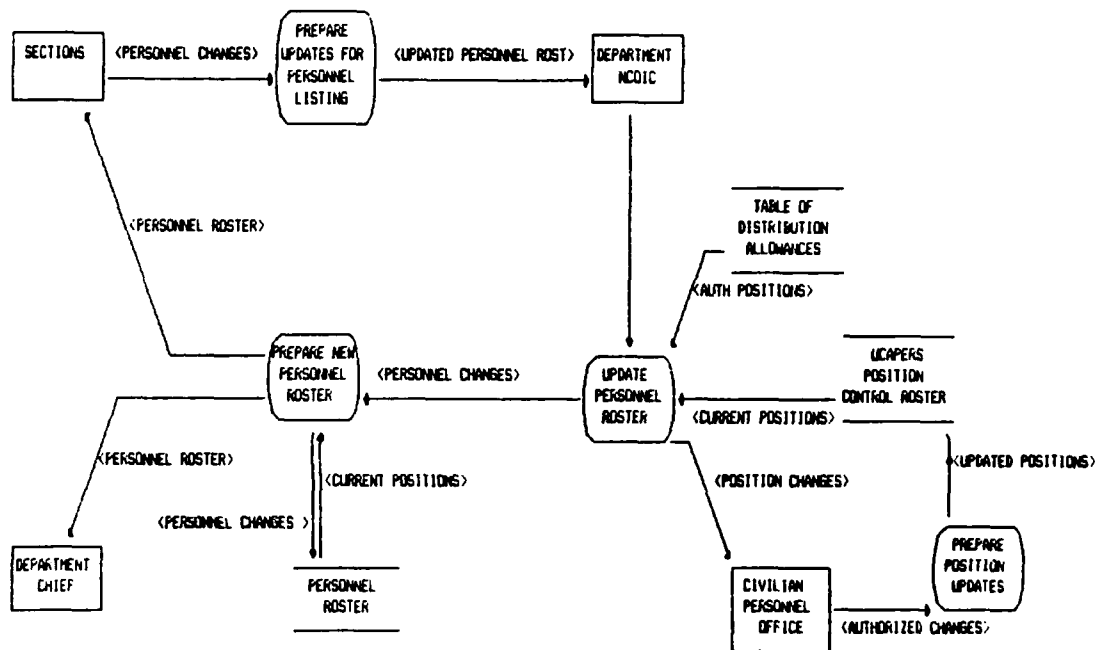 SECTIONS
<PERSONNEL CHANGES>
PREPARE
UPDATES FOR
PERSONNEL
LISTING
<UPDATED PERSONNEL ROST>
DEPARTMENT
NCOIC
<PERSONNEL ROSTER>
TABLE OF
DISTRIBUTION
ALLOWANCES
<AUTH POSITIONS>
PREPARE NEW
PERSONNEL
ROSTER
<PERSONNEL CHANGES>
UPDATE
PERSONNEL
ROSTER
UCAPERS
POSITION
CONTROL ROSTER
<CURRENT POSITIONS>
<PERSONNEL ROSTER>
<CURRENT POSITIONS>
<PERSONNEL CHANGES >
<POSITION CHANGES>
<UPDATED POSITIONS>
DEPARTMENT
CHIEF
PERSONNEL
ROSTER
CIVILIAN
PERSONNEL
OFFICE
<AUTHORIZED CHANGES>
PREPARE
POSITION
UPDATES